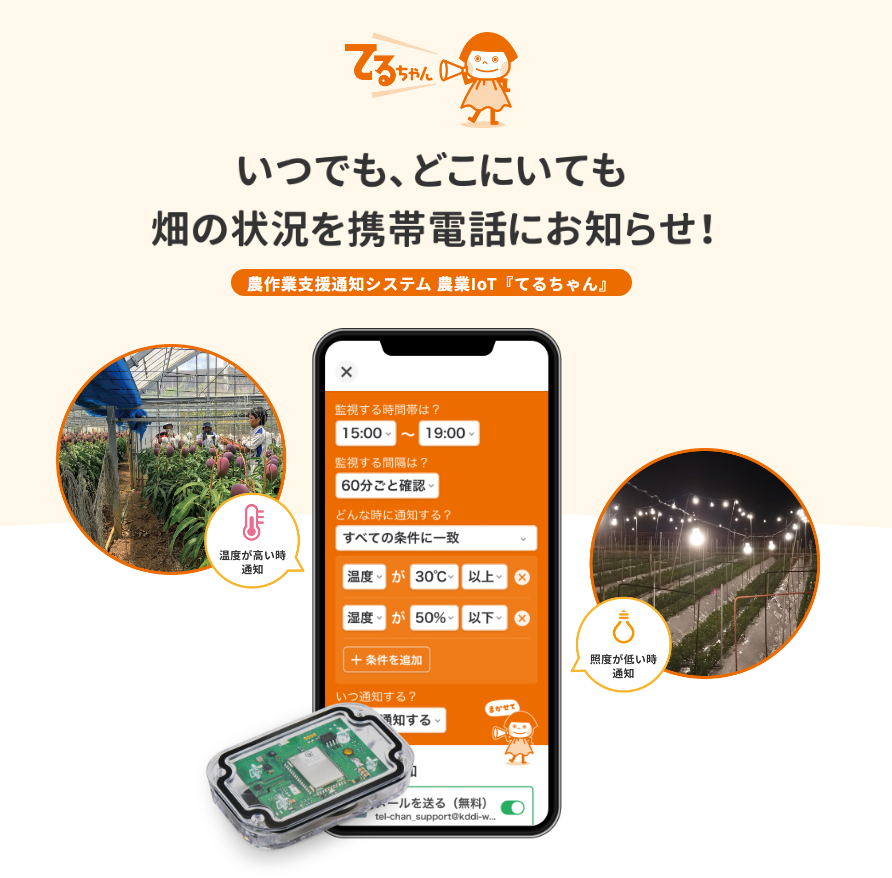 てるちゃん
いつでも、どこにいても
畑の状況を携帯電話にお知らせ！
農作業支援通知システム 農業IoT『てるちゃん』
監視する時間帯は？
15:00 ～ 19:00
監視する間隔は？
60分ごと確認
どんな時に通知する？
すべての条件に一致
温度 が 30℃ 以上
湿度 が 50% 以下
＋ 条件を追加
いつ通知する？
通知する
まかせて
メールを送る（無料）
tel-chan_support@kddi-w...
温度が高い時
通知
照度が低い時
通知